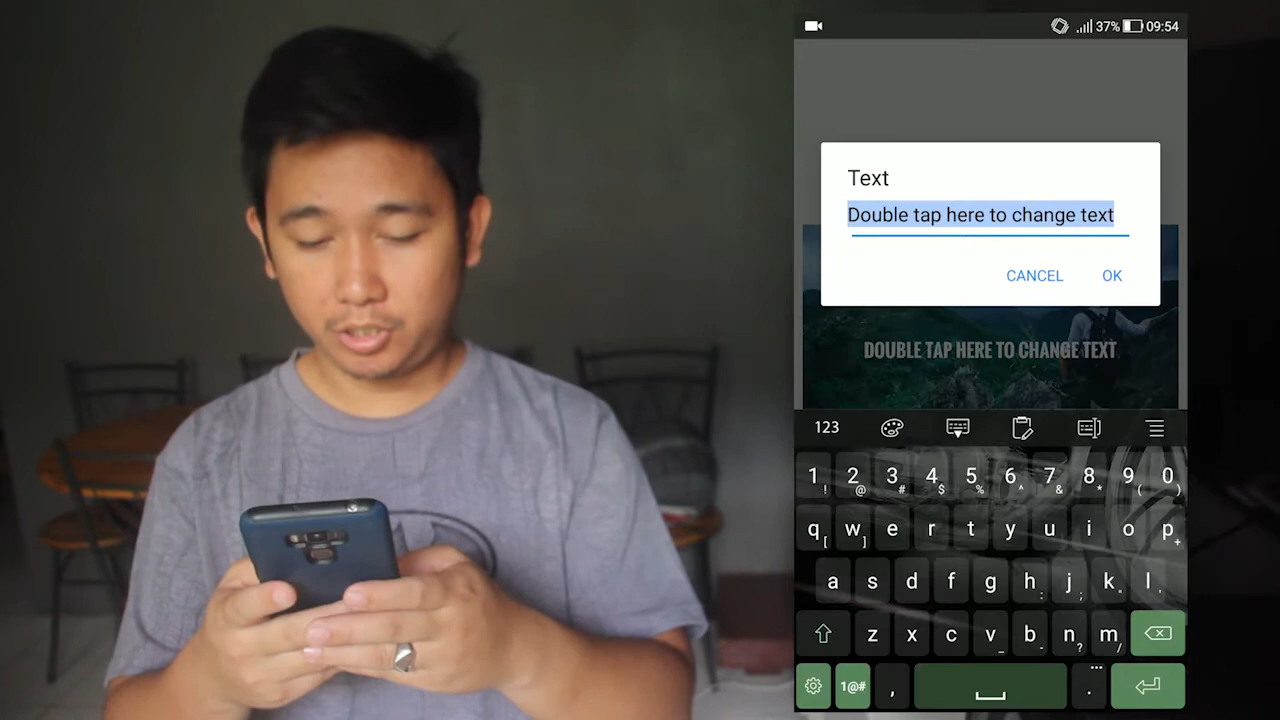 37% 09:54
Text
Double tap here to change text
CANCEL OK
DOUBLE TAP HERE TO CHANGE TEXT
123
1 2 3 4 5 6 7 8 9 0
! @ # $ % ^ & * ( )
q w e r t y u i o p
[ ] +
a s d f g h j k l
: ; " '
z x c v b n m
_ - ? /
1@# , .